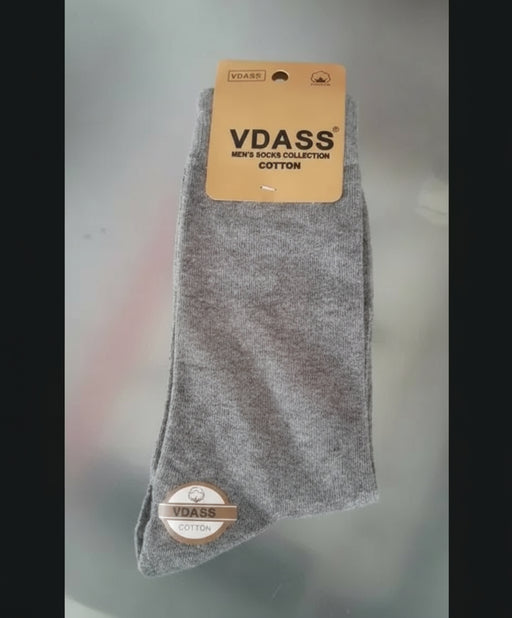 VDASS
VDASS®
MEN'S SOCKS COLLECTION
COTTON
VDASS
COTTON